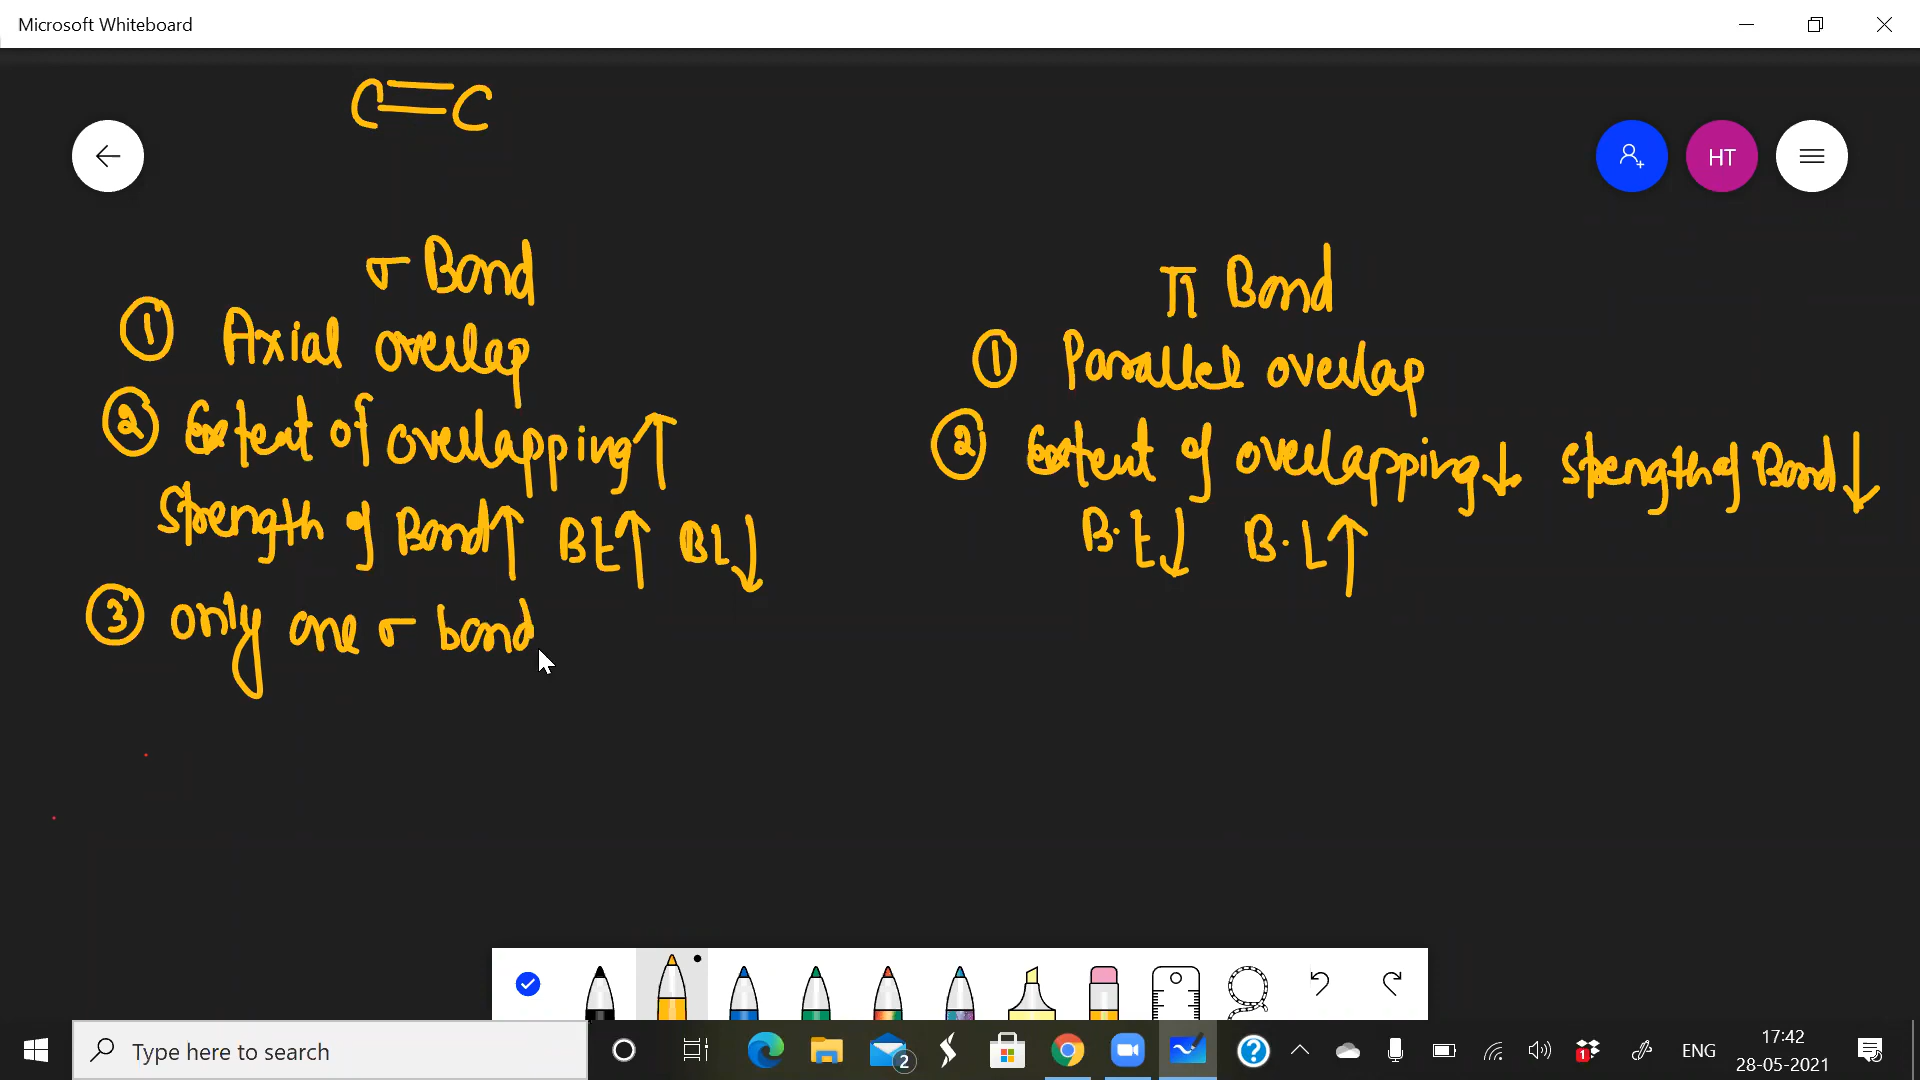 Microsoft Whiteboard
C=C
HT
σ Bond
① Axial overlap
② Extent of overlapping↑
Strength of Bond↑ BE↑ BL↓
③ only one σ bond
π Bond
① Parallel overlap
② Extent of overlapping↓ Strength of Bond↓
B.E↓ B.L↑
Type here to search
2
1
ENG
17:42
28-05-2021